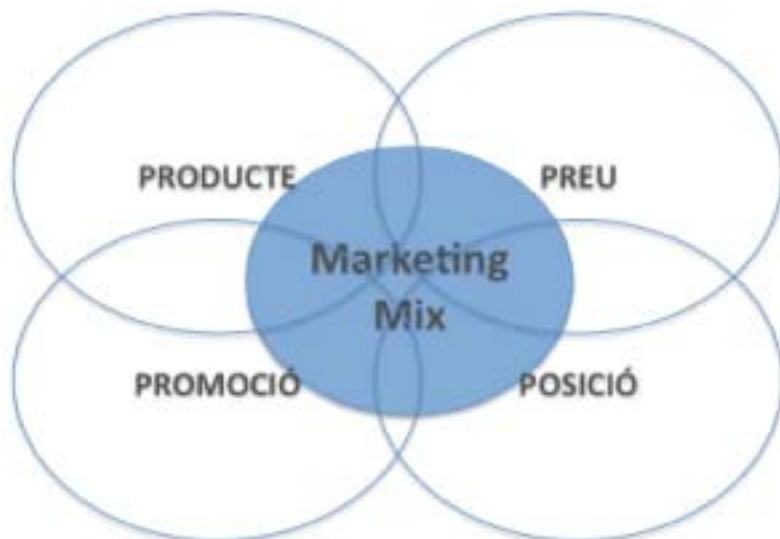 PRODUCTE
PREU
Marketing
Mix
PROMOCIÓ
POSICIÓ